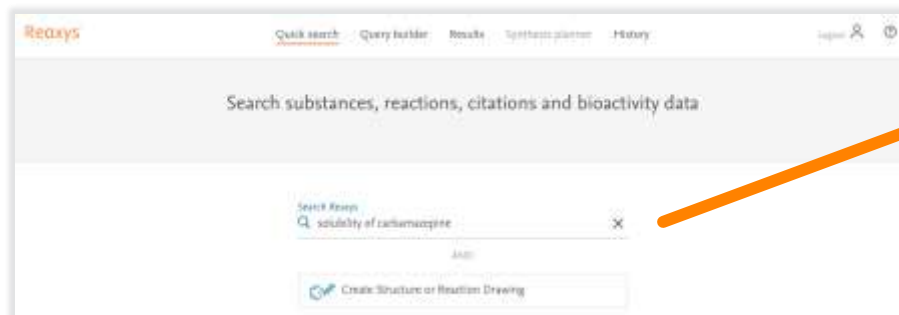 Reaxys
Quick search Query builder Results Synthesis planner History
Search substances, reactions, citations and bioactivity data
Search Reaxys
solubility of carbamazepine
AND
Create Structure or Reaction Drawing